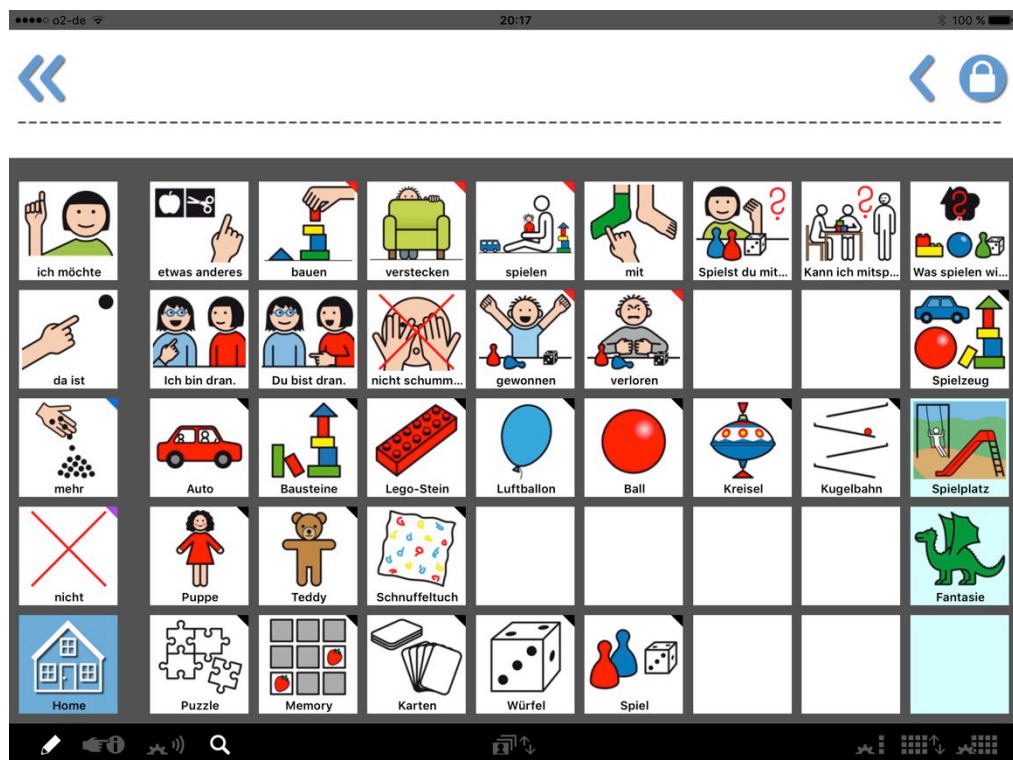 o2-de 20:17 100 %
ich möchte etwas anderes bauen verstecken spielen mit Spielst du mit... Kann ich mitsp... Was spielen wi...
da ist Ich bin dran. Du bist dran. nicht schumm... gewonnen verloren Spielzeug
mehr Auto Bausteine Lego-Stein Luftballon Ball Kreisel Kugelbahn Spielplatz
nicht Puppe Teddy Schnuffeltuch Fantasie
Home Puzzle Memory Karten Würfel Spiel